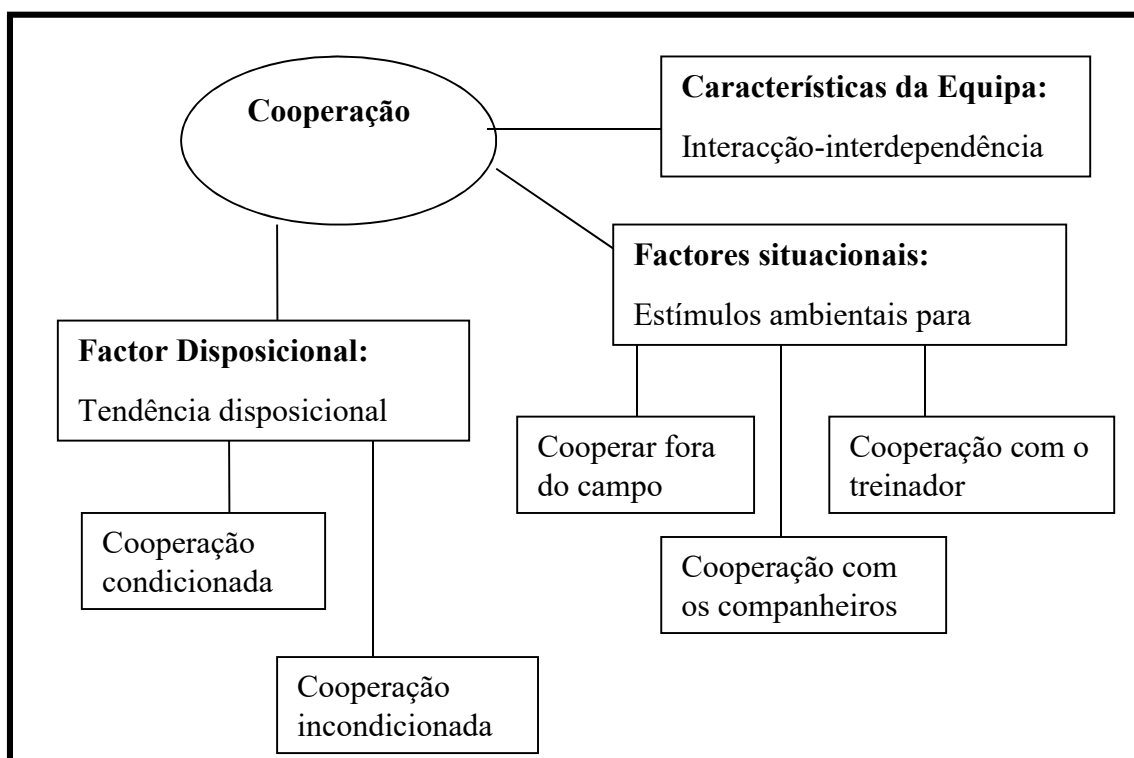 Cooperação
Características da Equipa:
Interacção-interdependência
Factores situacionais:
Estímulos ambientais para
Factor Disposicional:
Tendência disposicional
Cooperar fora
do campo
Cooperação com o
treinador
Cooperação
condicionada
Cooperação com
os companheiros
Cooperação
incondicionada